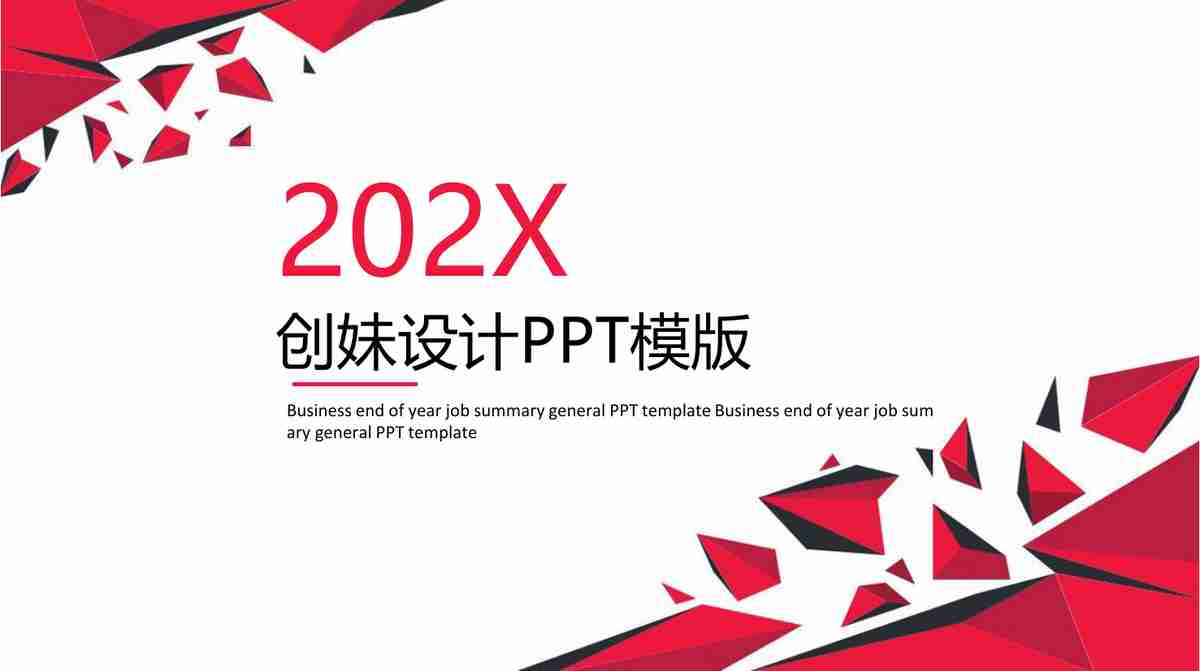 202X
创妹设计PPT模版
Business end of year job summary general PPT template Business end of year job sum
ary general PPT template